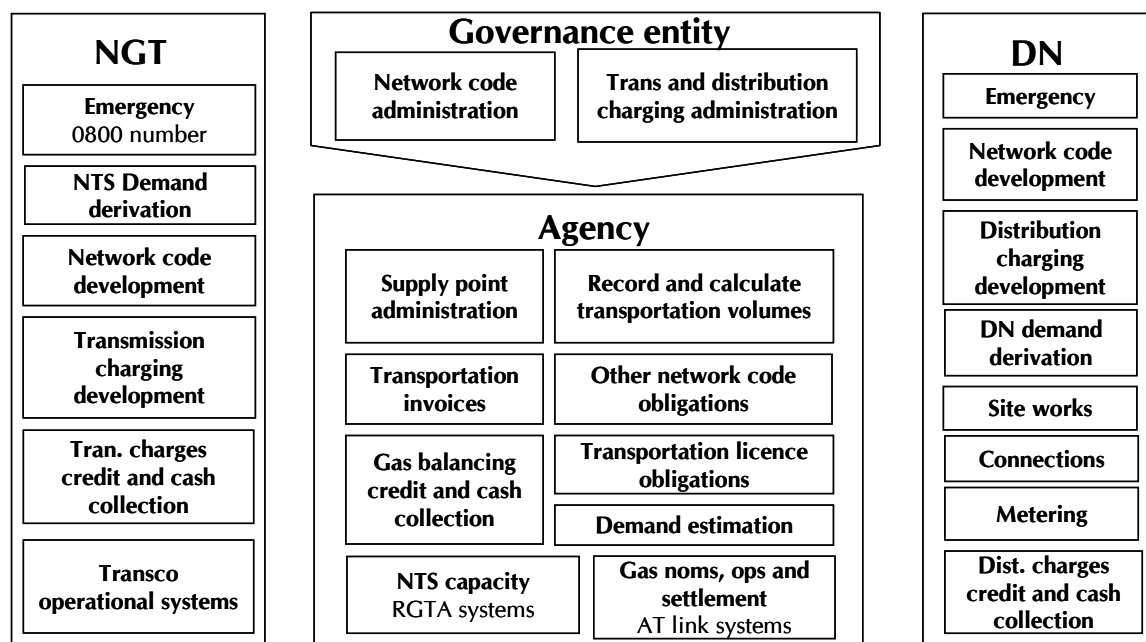 NGT
Emergency
0800 number
NTS Demand
derivation
Network code
development
Transmission
charging
development
Tran. charges
credit and cash
collection
Transco
operational systems
Governance entity
Network code
administration
Trans and distribution
charging administration
Agency
Supply point
administration
Record and calculate
transportation volumes
Transportation
invoices
Other network code
obligations
Gas balancing
credit and cash
collection
Transportation licence
obligations
Demand estimation
NTS capacity
RGTA systems
Gas noms, ops and
settlement
AT link systems
DN
Emergency
Network code
development
Distribution
charging
development
DN demand
derivation
Site works
Connections
Metering
Dist. charges
credit and cash
collection